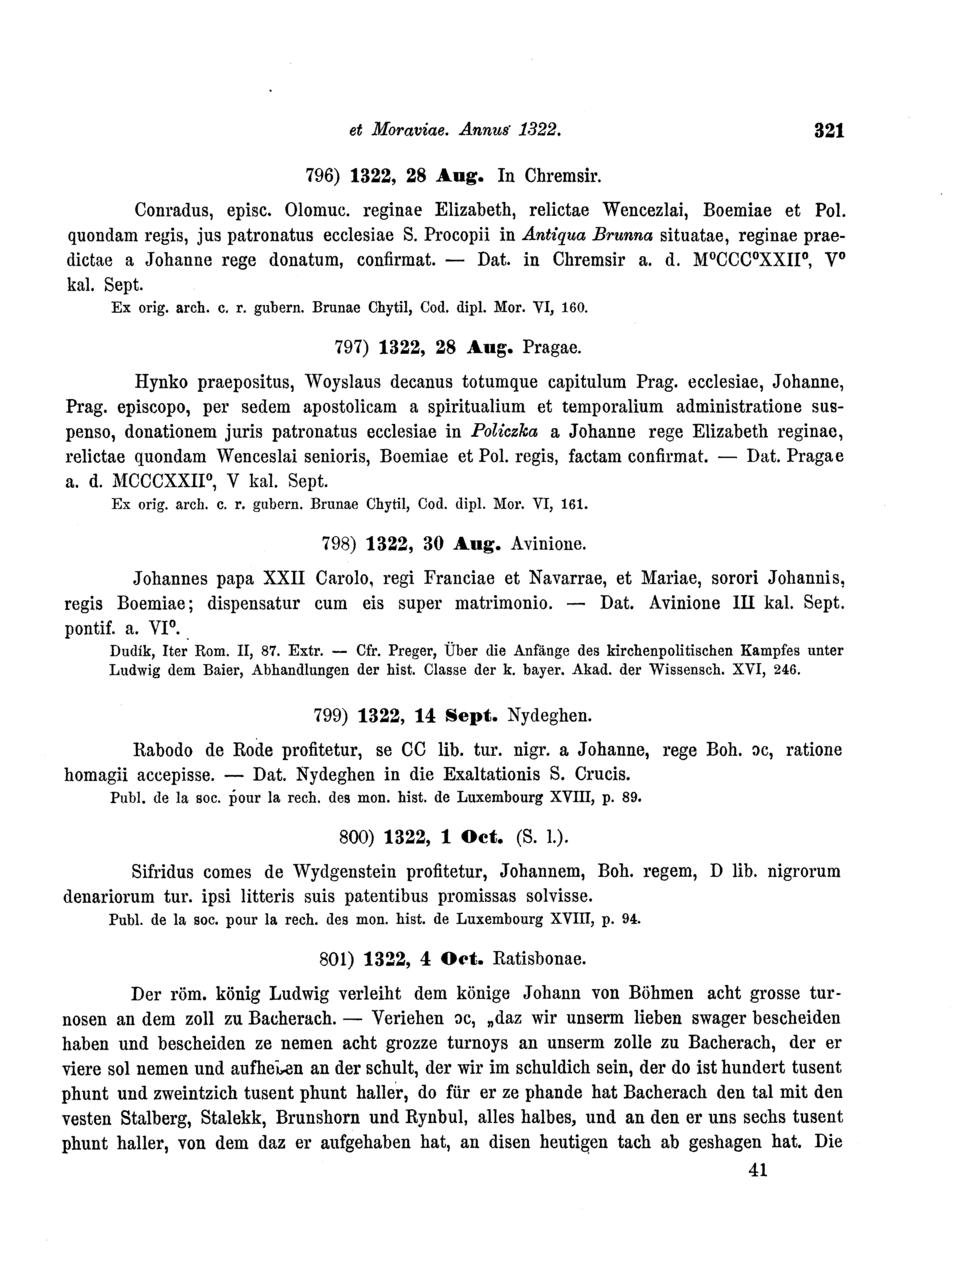 et Moraviae. Annus 1322. 321
796) 1322, 28 Aug. In Chremsir.
Conradus, episc. Olomuc. reginae Elizabeth, relictae Wencezlai, Boemiae et Pol.
quondam regis, jus patronatus ecclesiae S. Procopii in Antiqua Brunna situatae, reginae prae-
dictae a Johanne rege donatum, confirmat. — Dat. in Chremsir a. d. MºCCCºXXIIº, Vº
kal. Sept.
Ex orig. arch. c. r. gubern. Brunae Chytil, Cod. dipl. Mor. VI, 160.
797) 1322, 28 Aug. Pragae.
Hynko praepositus, Woyslaus decanus totumque capitulum Prag. ecclesiae, Johanne,
Prag. episcopo, per sedem apostolicam a spiritualium et temporalium administratione sus-
penso, donationem juris patronatus ecclesiae in Policzka a Johanne rege Elizabeth reginae,
relictae quondam Wenceslai senioris, Boemiae et Pol. regis, factam confirmat. — Dat. Pragae
a. d. MCCCXXIIº, V kal. Sept.
Ex orig. arch. c. r. gubern. Brunae Chytil, Cod. dipl. Mor. VI, 161.
798) 1322, 30 Aug. Avinione.
Johannes papa XXII Carolo, regi Franciae et Navarrae, et Mariae, sorori Johannis,
regis Boemiae; dispensatur cum eis super matrimonio. — Dat. Avinione III kal. Sept.
pontif. a. VIº.
Dudík, Iter Rom. II, 87. Extr. — Cfr. Preger, Über die Anfänge des kirchenpolitischen Kampfes unter
Ludwig dem Baier, Abhandlungen der hist. Classe der k. bayer. Akad. der Wissensch. XVI, 246.
799) 1322, 14 Sept. Nydeghen.
Rabodo de Rode profitetur, se CC lib. tur. nigr. a Johanne, rege Boh. ɔc, ratione
homagii accepisse. — Dat. Nydeghen in die Exaltationis S. Crucis.
Publ. de la soc. pour la rech. des mon. hist. de Luxembourg XVIII, p. 89.
800) 1322, 1 Oct. (S. l.).
Sifridus comes de Wydgenstein profitetur, Johannem, Boh. regem, D lib. nigrorum
denariorum tur. ipsi litteris suis patentibus promissas solvisse.
Publ. de la soc. pour la rech. des mon. hist. de Luxembourg XVIII, p. 94.
801) 1322, 4 Oct. Ratisbonae.
Der röm. könig Ludwig verleiht dem könige Johann von Böhmen acht grosse tur-
nosen an dem zoll zu Bacherach. — Veriehen ɔc, „daz wir unserm lieben swager bescheiden
haben und bescheiden ze nemen acht grozze turnoys an unserm zolle zu Bacherach, der er
viere sol nemen und aufheben an der schult, der wir im schuldich sein, der do ist hundert tusent
phunt und zweintzich tusent phunt haller, do für er ze phande hat Bacherach den tal mit den
vesten Stalberg, Stalekk, Brunshorn und Rynbul, alles halbes, und an den er uns sechs tusent
phunt haller, von dem daz er aufgehaben hat, an disen heutigen tach ab geshagen hat. Die
41